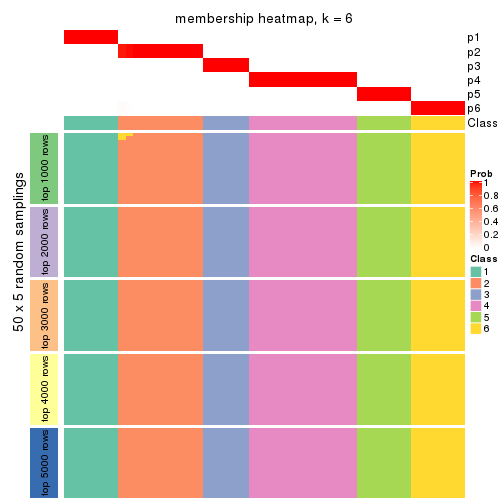 membership heatmap, k = 6
p1
p2
p3
p4
p5
p6
Class
50 x 5 random samplings
top 1000 rows
top 2000 rows
top 3000 rows
top 4000 rows
top 5000 rows
Prob
1
0.8
0.6
0.4
0.2
0
Class
1
2
3
4
5
6